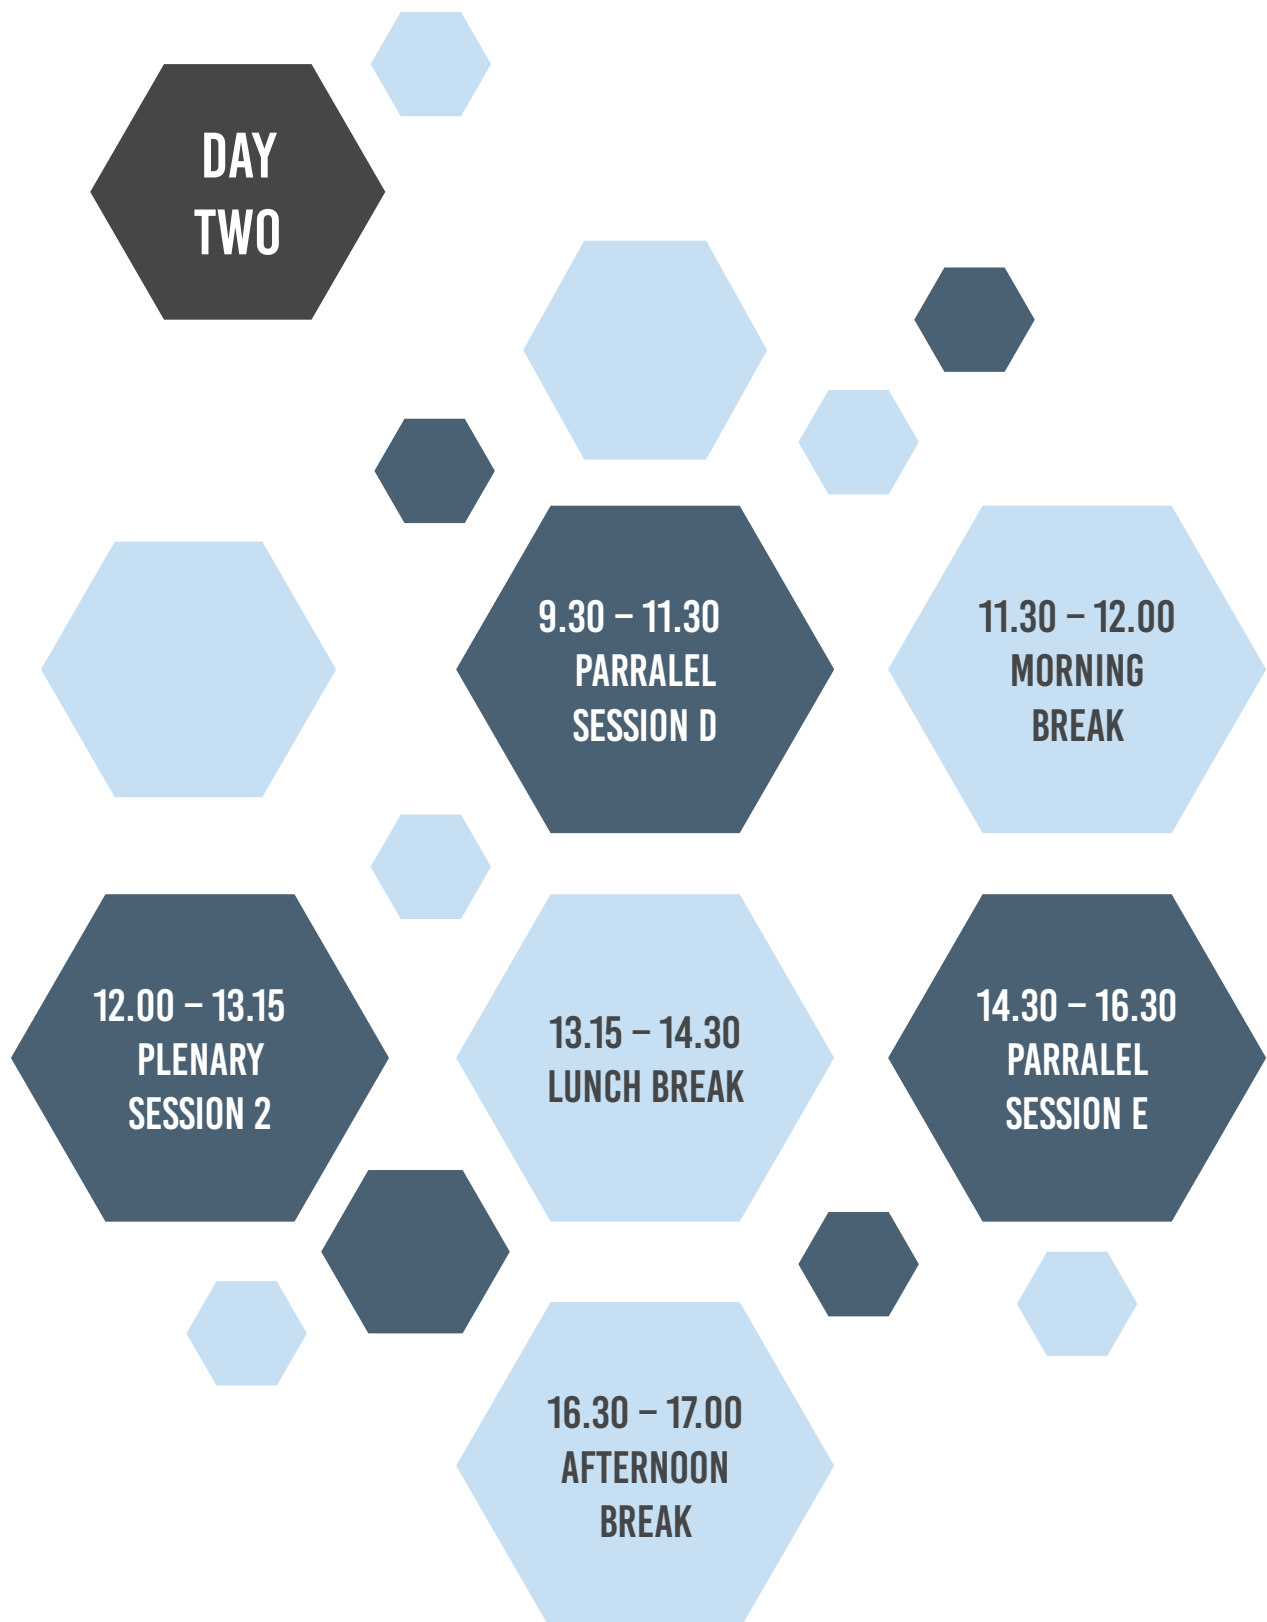 DAY
TWO
9.30 – 11.30
PARRALEL
SESSION D
11.30 – 12.00
MORNING
BREAK
12.00 – 13.15
PLENARY
SESSION 2
13.15 – 14.30
LUNCH BREAK
14.30 – 16.30
PARRALEL
SESSION E
16.30 – 17.00
AFTERNOON
BREAK